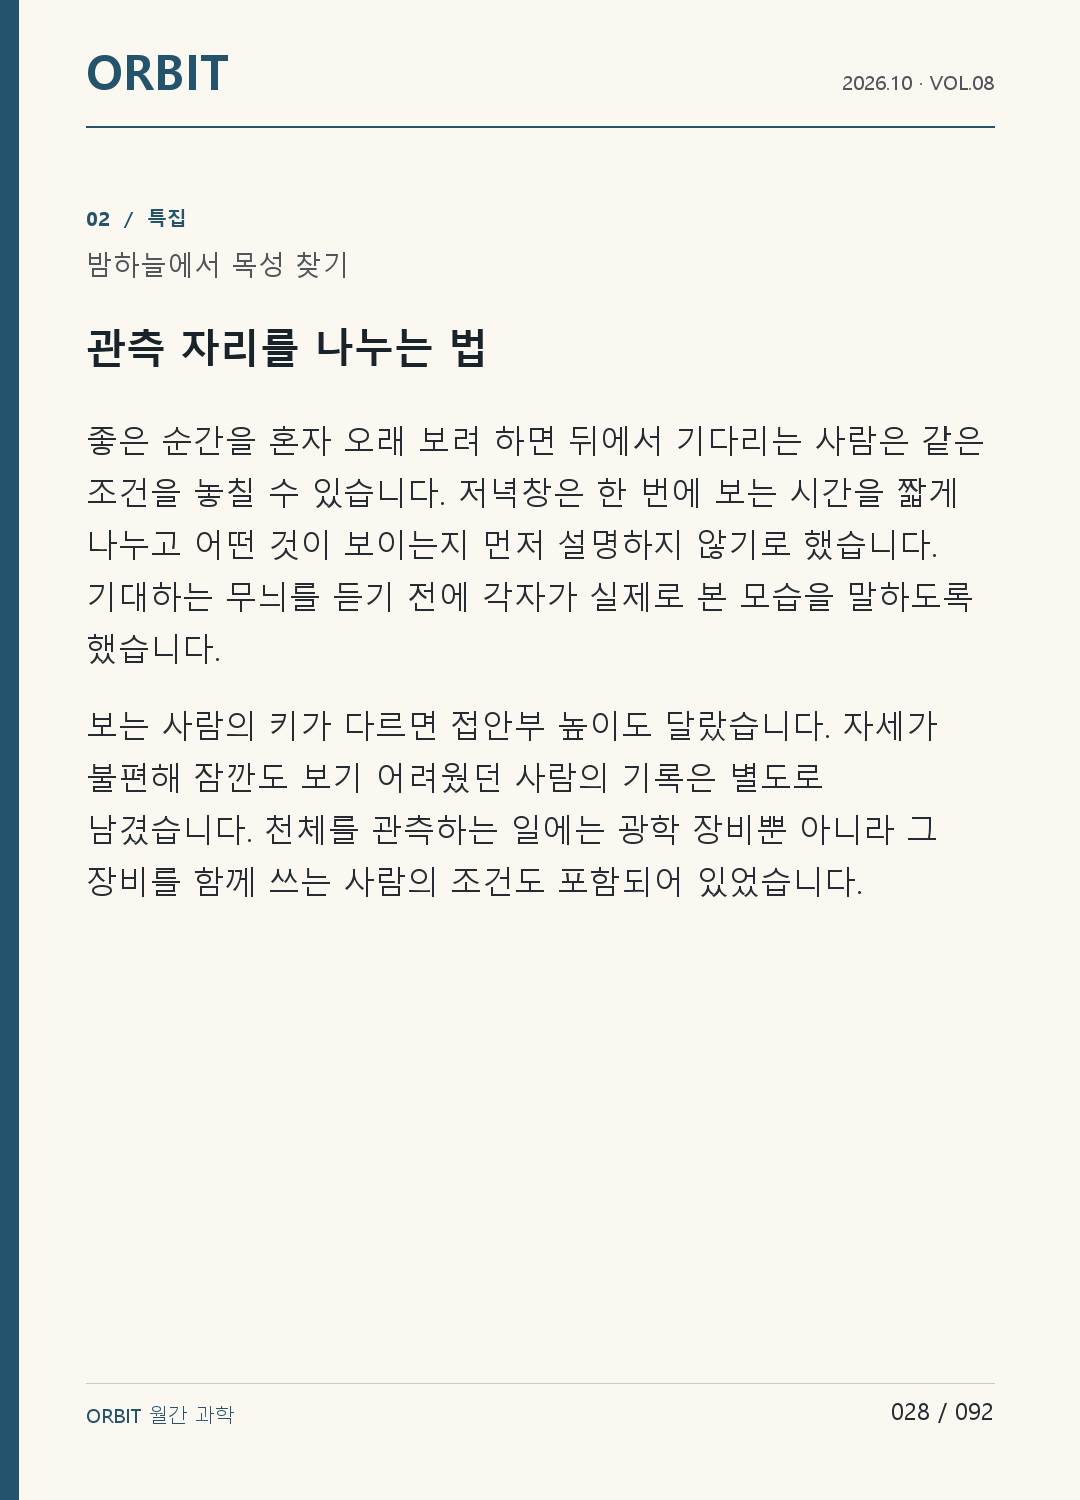 ORBIT
2026.10 · VOL.08
02 / 특집
밤하늘에서 목성 찾기
관측 자리를 나누는 법
좋은 순간을 혼자 오래 보려 하면 뒤에서 기다리는 사람은 같은
조건을 놓칠 수 있습니다. 저녁창은 한 번에 보는 시간을 짧게
나누고 어떤 것이 보이는지 먼저 설명하지 않기로 했습니다.
기대하는 무늬를 듣기 전에 각자가 실제로 본 모습을 말하도록
했습니다.
보는 사람의 키가 다르면 접안부 높이도 달랐습니다. 자세가
불편해 잠깐도 보기 어려웠던 사람의 기록은 별도로
남겼습니다. 천체를 관측하는 일에는 광학 장비뿐 아니라 그
장비를 함께 쓰는 사람의 조건도 포함되어 있었습니다.
ORBIT 월간 과학
028 / 092